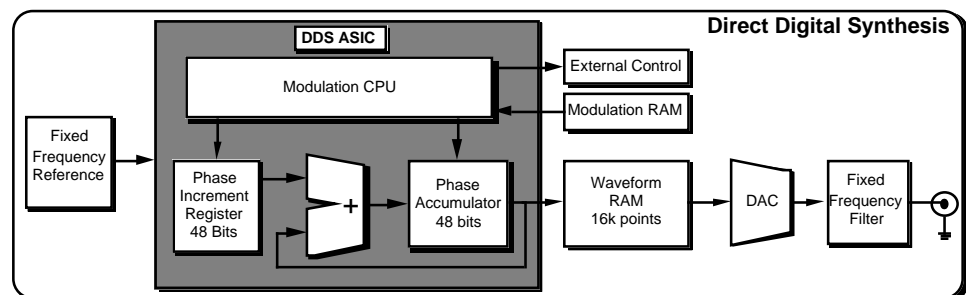 Direct Digital Synthesis
DDS ASIC
Modulation CPU
External Control
Modulation RAM
Fixed
Frequency
Reference
Phase
Increment
Register
48 Bits
+
Phase
Accumulator
48 bits
Waveform
RAM
16k points
DAC
Fixed
Frequency
Filter